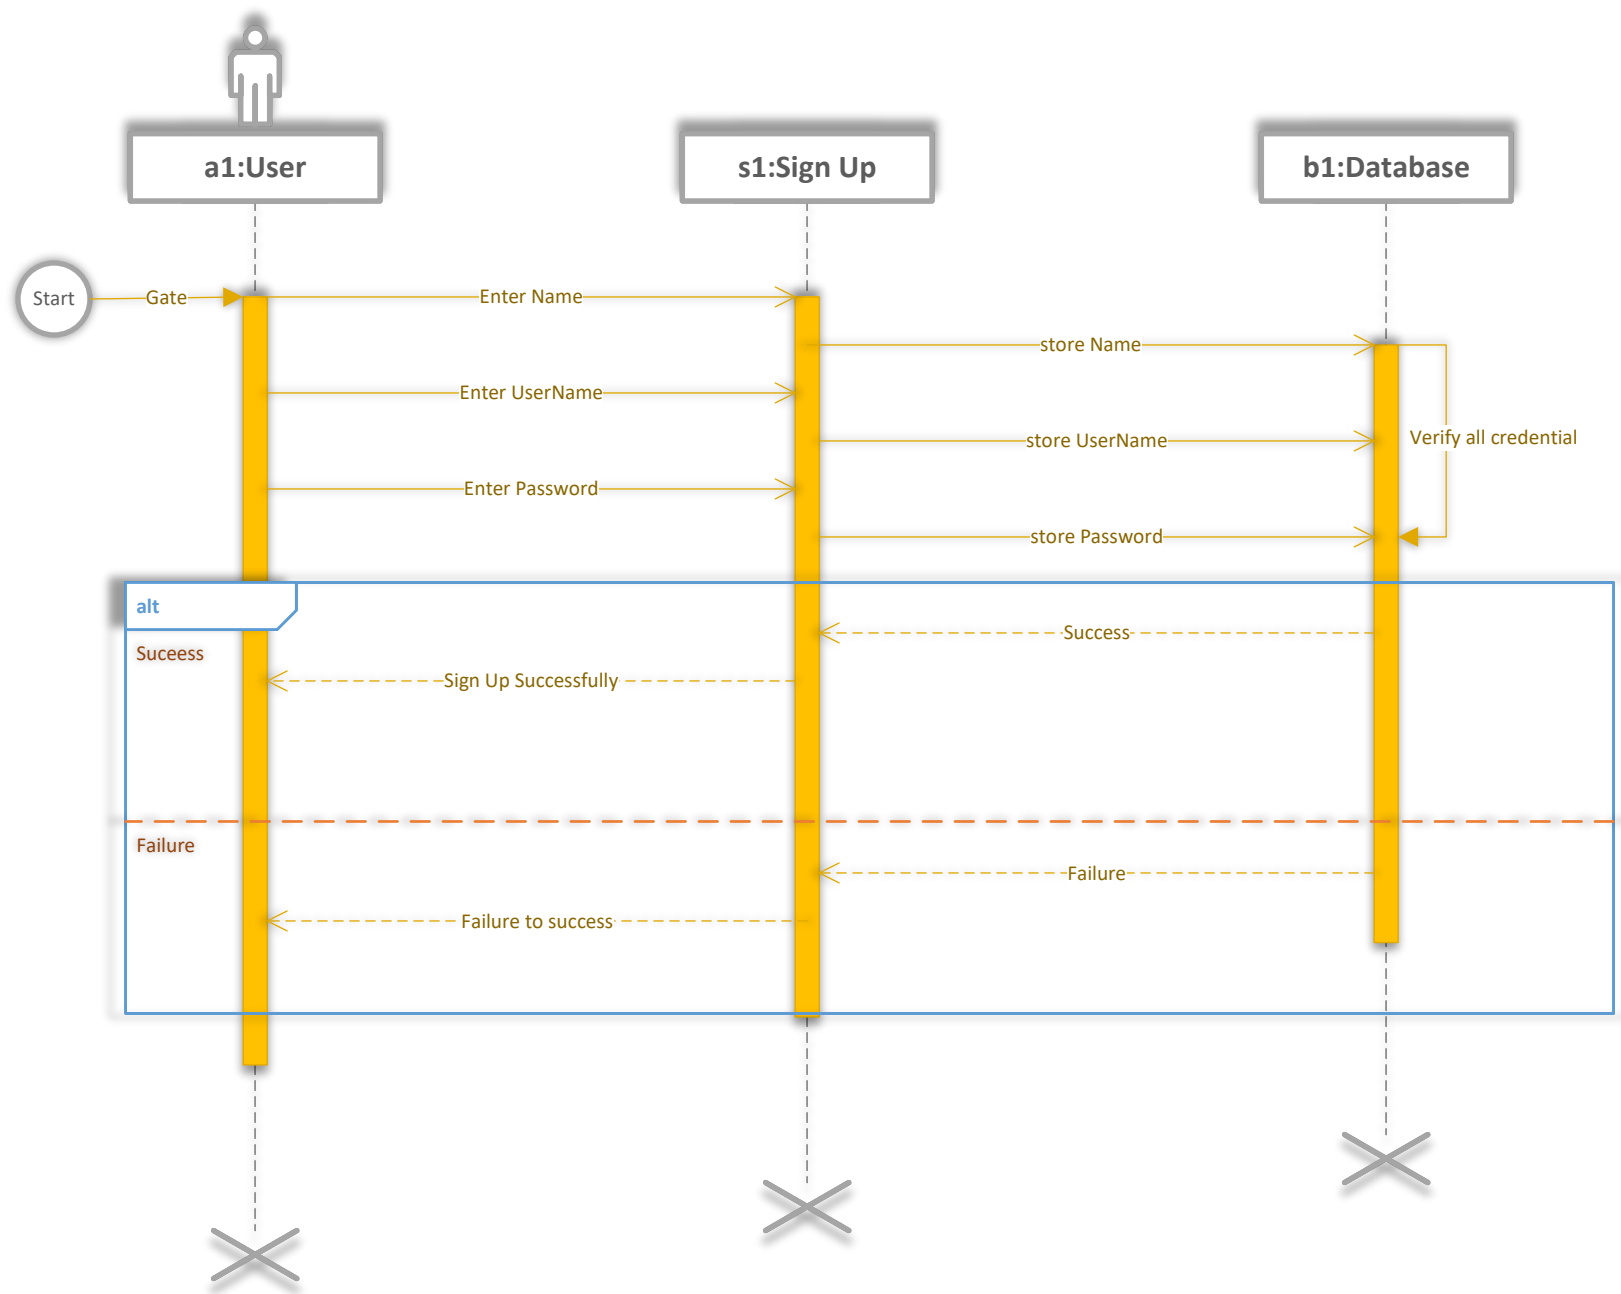 a1:User
s1:Sign Up
b1:Database
Start
Gate
Enter Name
store Name
Enter UserName
store UserName
Verify all credential
Enter Password
store Password
alt
Success
Suceess
Sign Up Successfully
Failure
Failure
Failure to success